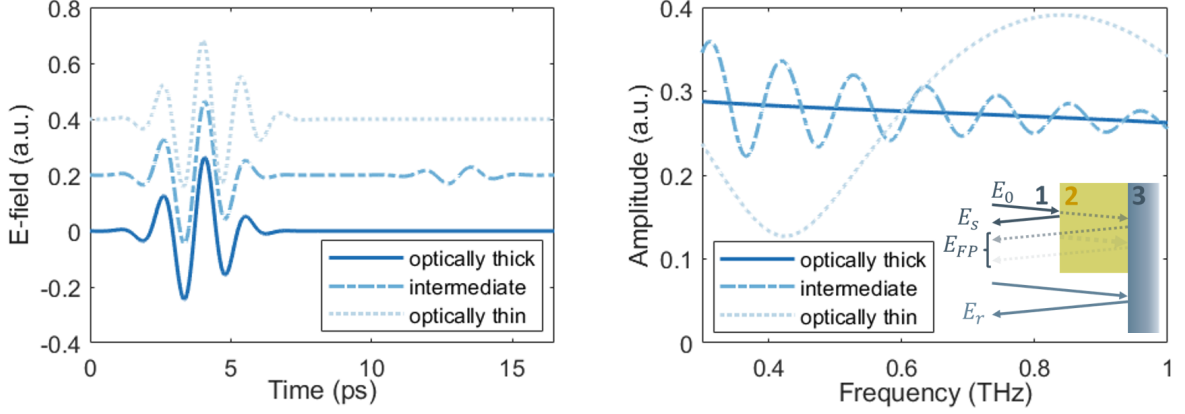 E-field (a.u.)
0.8
0.6
0.4
0.2
0
-0.2
-0.4
0
5
10
15
Time (ps)
optically thick
intermediate
optically thin
Amplitude (a.u.)
0.4
0.3
0.2
0.1
0
0.4
0.6
0.8
1
Frequency (THz)
optically thick
intermediate
optically thin
E0 1 2 3
Es
EFP
Er